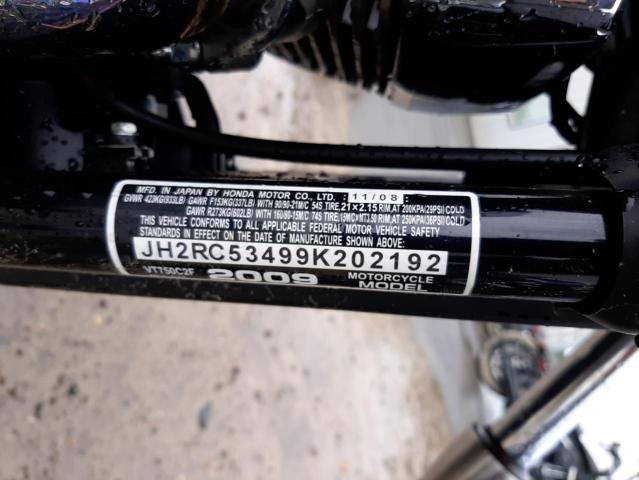 MFD. IN JAPAN BY HONDA MOTOR CO., LTD.: 11/08 :
GVWR 423KG(933LB) GAWR F153KG(337LB) WITH 90/90-21M/C 54S TIRE, 21×2.15 RIM, AT 200KPA(29PSI) COLD
GAWR R273KG(602LB) WITH 160/80-15M/C 74S TIRE, 15M/C×MT3.50 RIM, AT 250KPA(36PSI) COLD
THIS VEHICLE CONFORMS TO ALL APPLICABLE FEDERAL MOTOR VEHICLE SAFETY
STANDARDS IN EFFECT ON THE DATE OF MANUFACTURE SHOWN ABOVE.
JH2RC53499K202192
VT750C2F 2009 MOTORCYCLE
MODEL